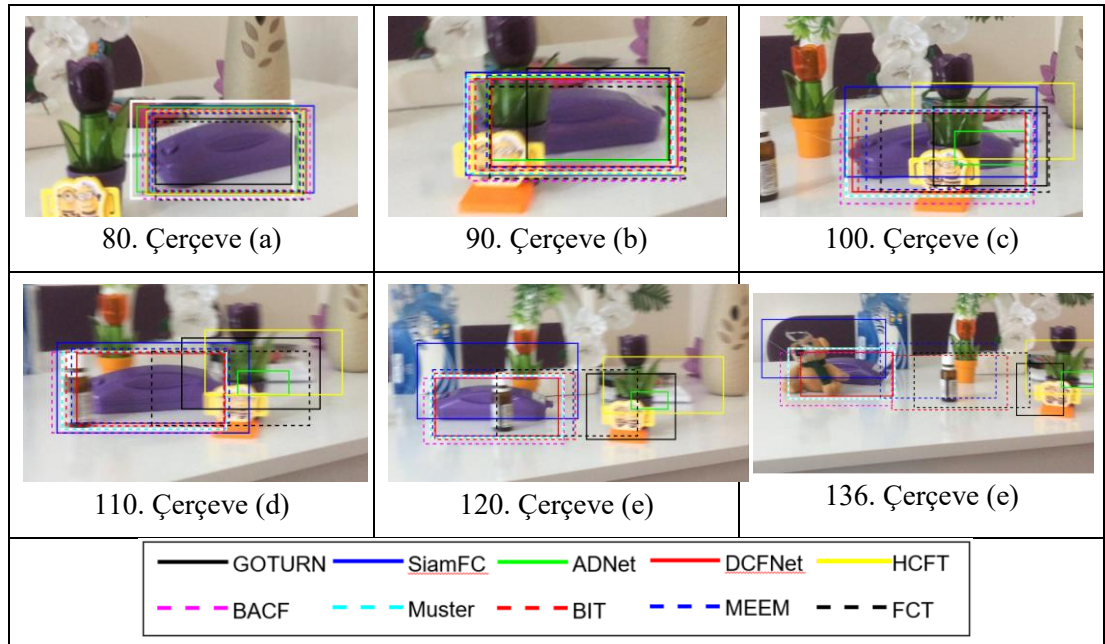 80. Çerçeve (a)
90. Çerçeve (b)
100. Çerçeve (c)
110. Çerçeve (d)
120. Çerçeve (e)
136. Çerçeve (e)
GOTURN SiamFC ADNet DCFNet HCFT
BACF Muster BIT MEEM FCT